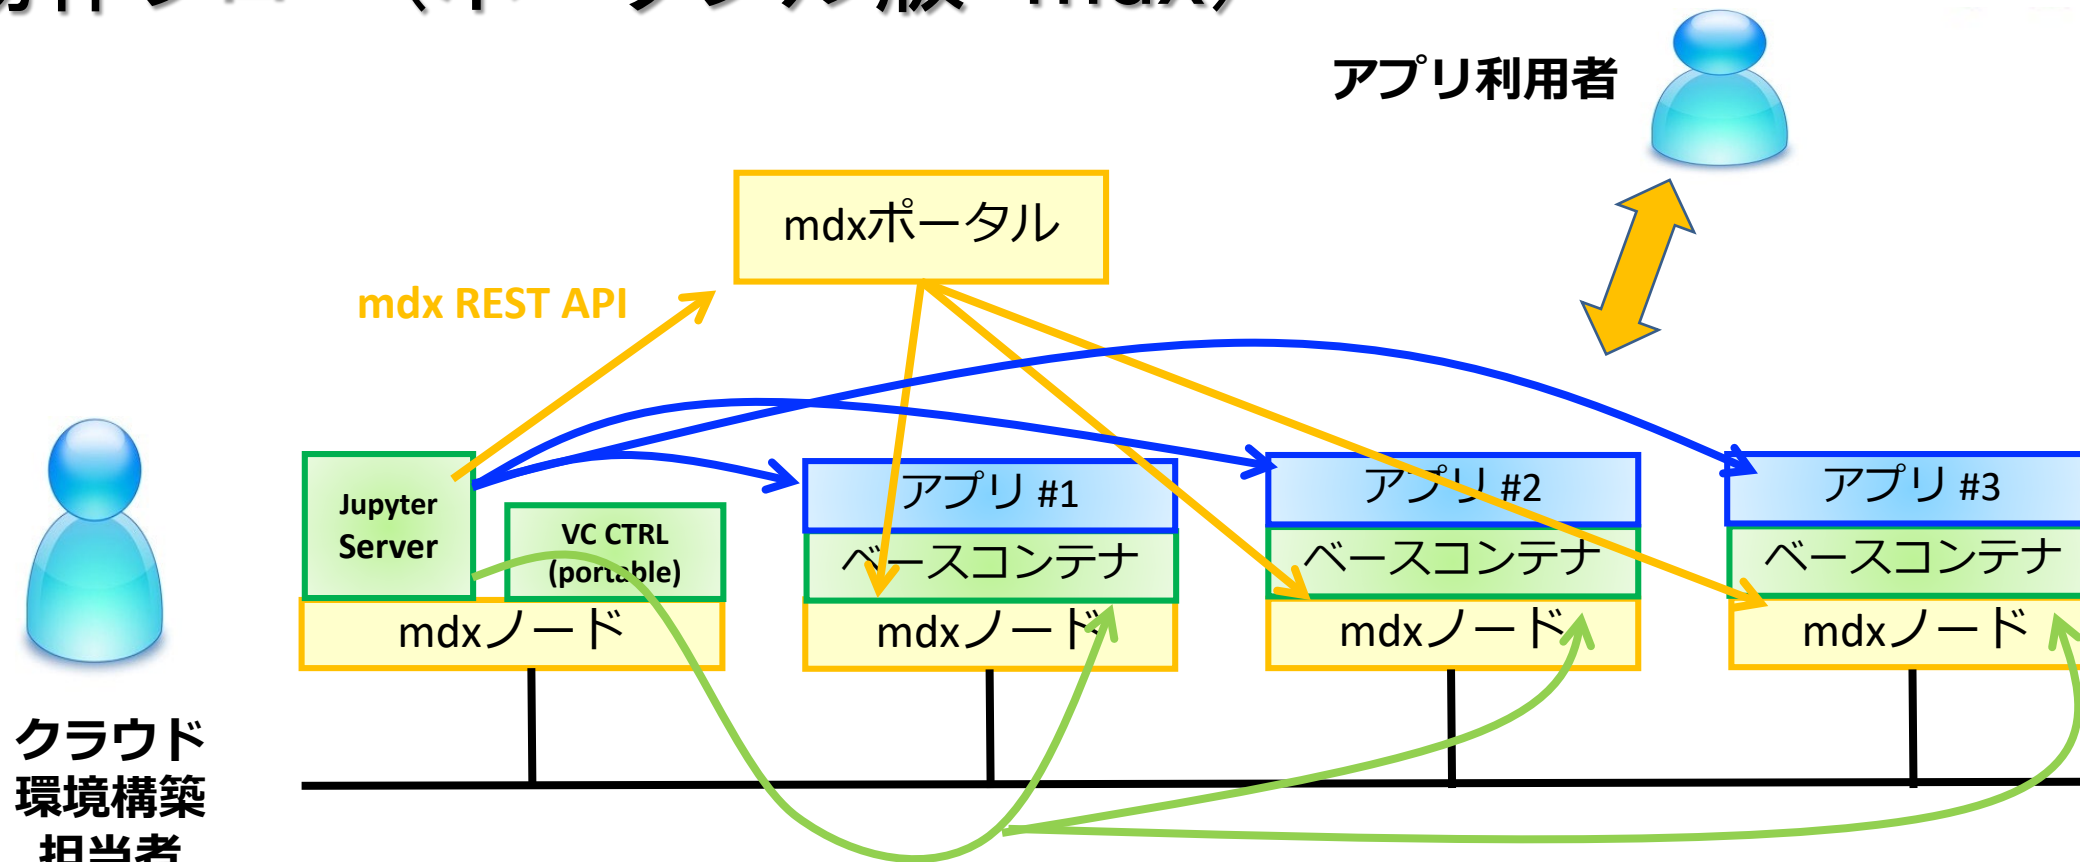 mdx）
アプリ利用者
mdxポータル
mdx REST API
Jupyter
Server
VC CTRL
(portable)
mdxノード
アプリ #1
ベースコンテナ
mdxノード
アプリ #2
ベースコンテナ
mdxノード
アプリ #3
ベースコンテナ
mdxノード
クラウド
環境構築
担当者